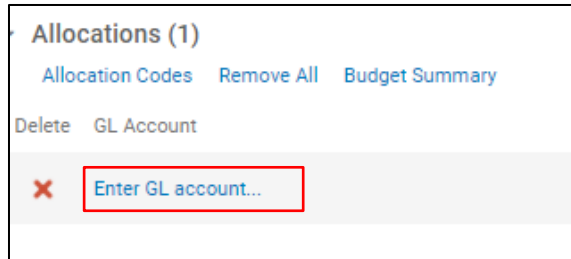 Allocations (1)
Allocation Codes Remove All Budget Summary
Delete GL Account
Enter GL account...